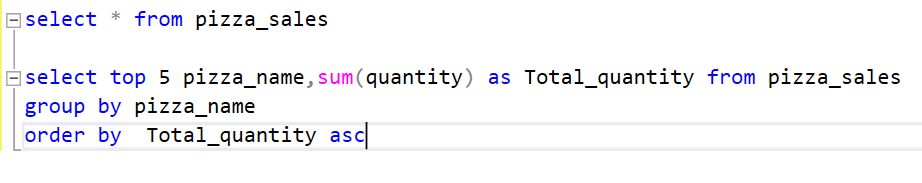 select * from pizza_sales
select top 5 pizza_name,sum(quantity) as Total_quantity from pizza_sales
group by pizza_name
order by  Total_quantity asc